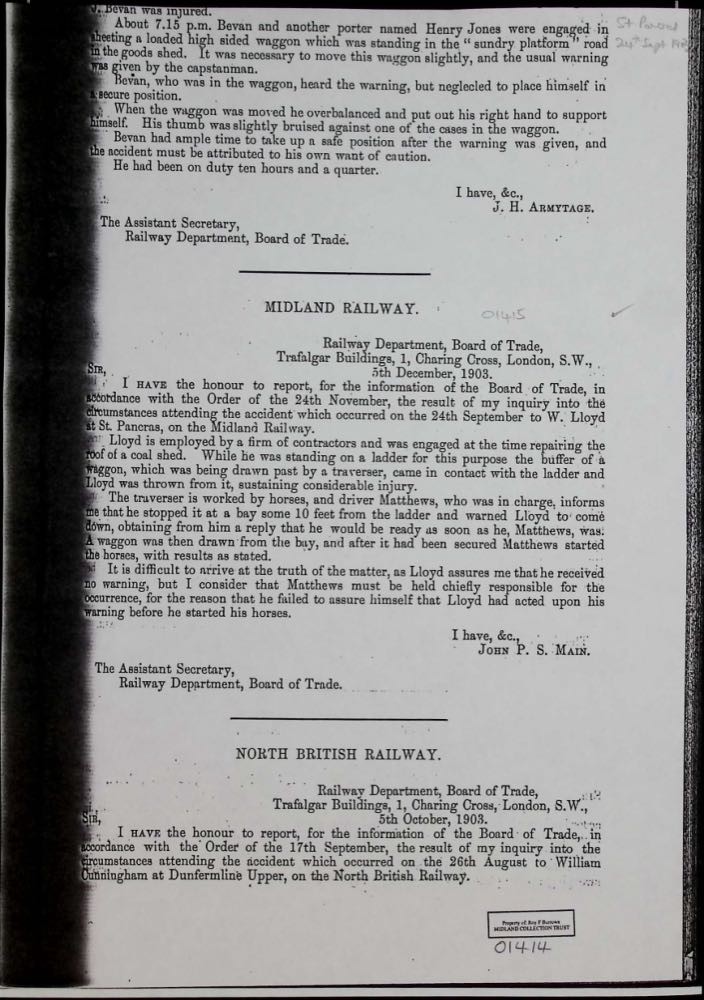 Bevan was injured.
About 7.15 p.m. Bevan and another porter named Henry Jones were engaged in
sheeting a loaded high sided waggon which was standing in the " sundry platform " road
in the goods shed. It was necessary to move this waggon slightly, and the usual warning
was given by the capstanman.
Bevan, who was in the waggon, heard the warning, but neglected to place himself in
a secure position.
When the waggon was moved he overbalanced and put out his right hand to support
himself. His thumb was slightly bruised against one of the cases in the waggon.
Bevan had ample time to take up a safe position after the warning was given, and
the accident must be attributed to his own want of caution.
He had been on duty ten hours and a quarter.
St Pancras
24th Sept
I have, &c.,
J. H. ARMYTAGE.
The Assistant Secretary,
Railway Department, Board of Trade.
MIDLAND RAILWAY.
01415
Railway Department, Board of Trade,
Trafalgar Buildings, 1, Charing Cross, London, S.W.,
5th December, 1903.
SIR,
I HAVE the honour to report, for the information of the Board of Trade, in
accordance with the Order of the 24th November, the result of my inquiry into the
circumstances attending the accident which occurred on the 24th September to W. Lloyd
at St. Pancras, on the Midland Railway.
Lloyd is employed by a firm of contractors and was engaged at the time repairing the
roof of a coal shed. While he was standing on a ladder for this purpose the buffer of a
waggon, which was being drawn past by a traverser, came in contact with the ladder and
Lloyd was thrown from it, sustaining considerable injury.
The traverser is worked by horses, and driver Matthews, who was in charge, informs
me that he stopped it at a bay some 10 feet from the ladder and warned Lloyd to come
down, obtaining from him a reply that he would be ready as soon as he, Matthews, was.
A waggon was then drawn from the bay, and after it had been secured Matthews started
the horses, with results as stated.
It is difficult to arrive at the truth of the matter, as Lloyd assures me that he received
no warning, but I consider that Matthews must be held chiefly responsible for the
occurrence, for the reason that he failed to assure himself that Lloyd had acted upon his
warning before he started his horses.
I have, &c.,
JOHN P. S. MAIN.
The Assistant Secretary,
Railway Department, Board of Trade.
NORTH BRITISH RAILWAY.
Railway Department, Board of Trade,
Trafalgar Buildings, 1, Charing Cross, London, S.W.,
5th October, 1903.
SIR,
I HAVE the honour to report, for the information of the Board of Trade, in
accordance with the Order of the 17th September, the result of my inquiry into the
circumstances attending the accident which occurred on the 26th August to William
Cunningham at Dunfermline Upper, on the North British Railway.
Property of Roy F Burrows
MIDLAND COLLECTION TRUST
01414